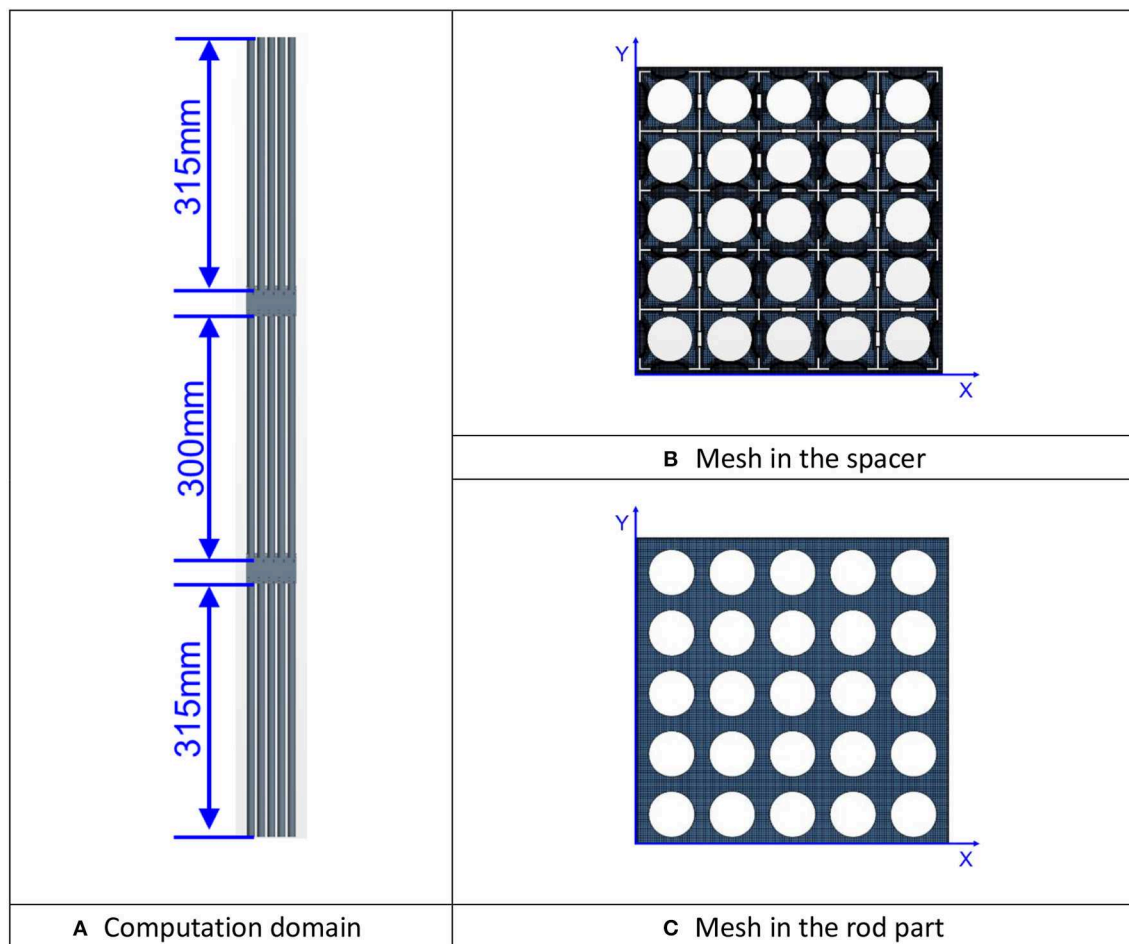 315mm
300mm
315mm
A Computation domain
Y
X
B Mesh in the spacer
Y
X
C Mesh in the rod part